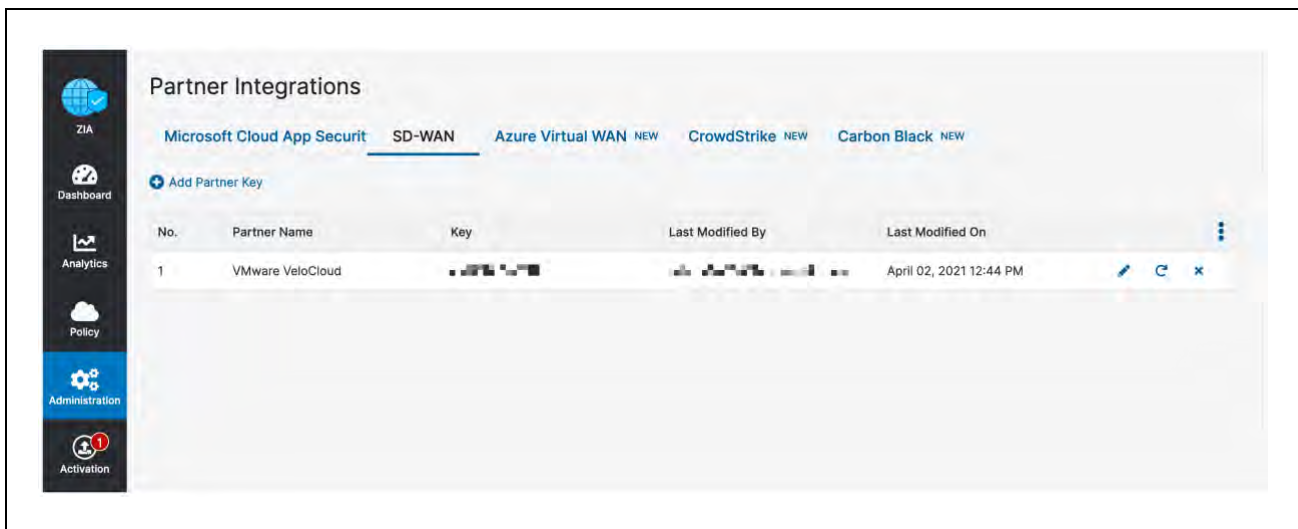 Partner Integrations
ZIA
Microsoft Cloud App Securit SD-WAN Azure Virtual WAN NEW CrowdStrike NEW Carbon Black NEW
Dashboard
Add Partner Key
No. Partner Name Key Last Modified By Last Modified On
Analytics
1 VMware VeloCloud April 02, 2021 12:44 PM
Policy
Administration
1
Activation